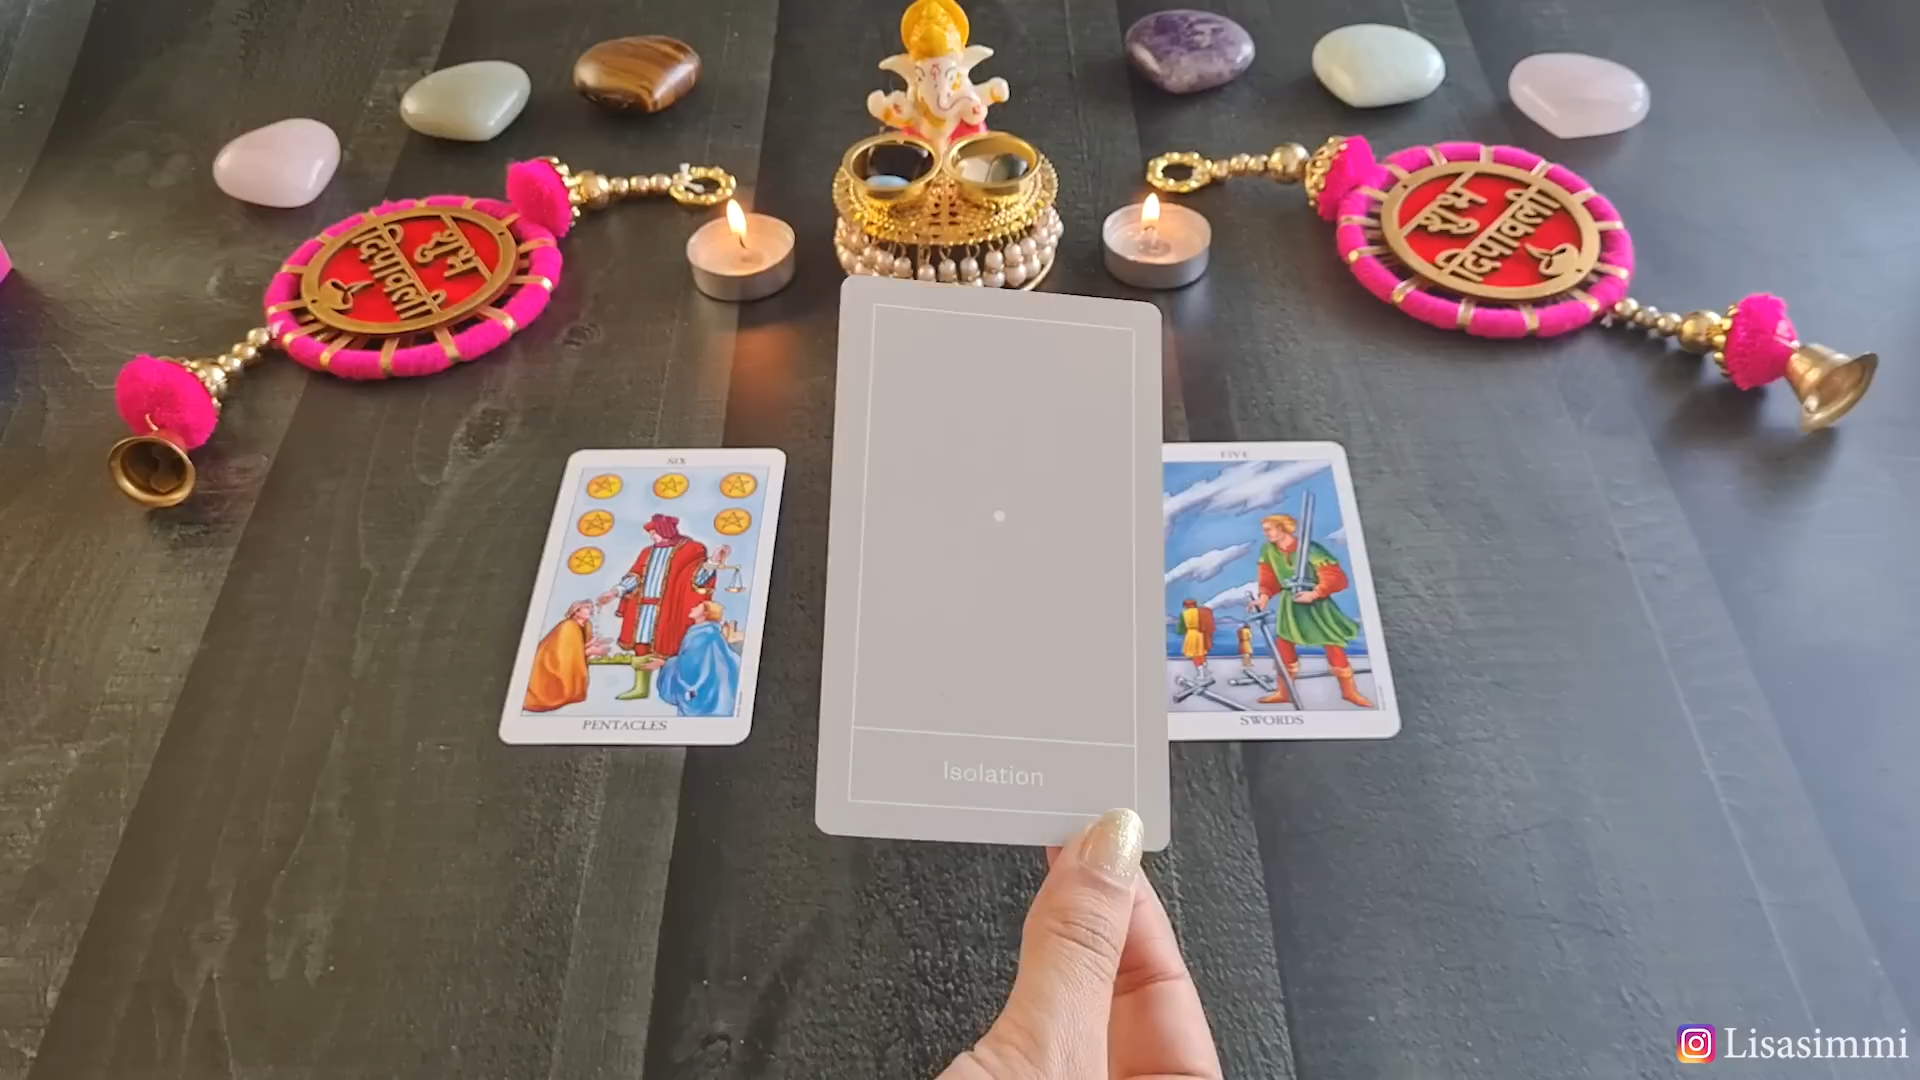 शुभ
दिपावली
शुभ
दिपावली
SIX
PENTACLES
FIVE
SWORDS
Isolation
Lisasimmi